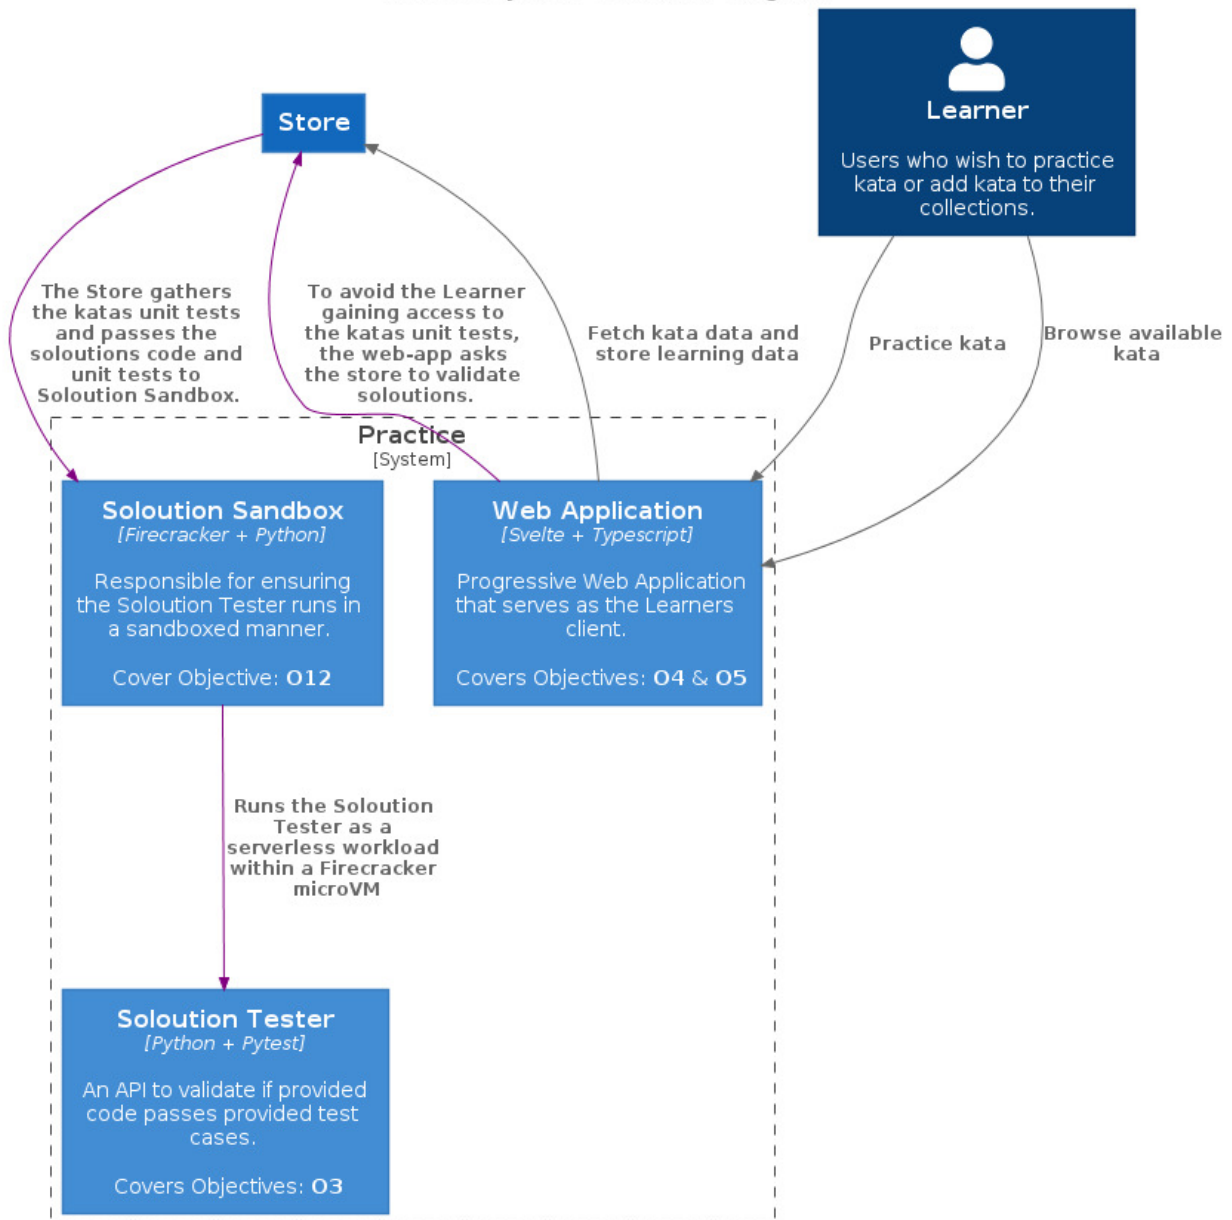 Learner
Users who wish to practice
kata or add kata to their
collections.
Store
The Store gathers
the katas unit tests
and passes the
soloutions code and
unit tests to
Soloution Sandbox.
To avoid the Learner
gaining access to
the katas unit tests,
the web-app asks
the store to validate
soloutions.
Fetch kata data and
store learning data
Practice kata
Browse available
kata
Practice
[System]
Soloution Sandbox
[Firecracker + Python]
Responsible for ensuring
the Soloution Tester runs in
a sandboxed manner.
Cover Objective: O12
Web Application
[Svelte + Typescript]
Progressive Web Application
that serves as the Learners
client.
Covers Objectives: O4 & O5
Runs the Soloution
Tester as a
serverless workload
within a Firecracker
microVM
Soloution Tester
[Python + Pytest]
An API to validate if provided
code passes provided test
cases.
Covers Objectives: O3